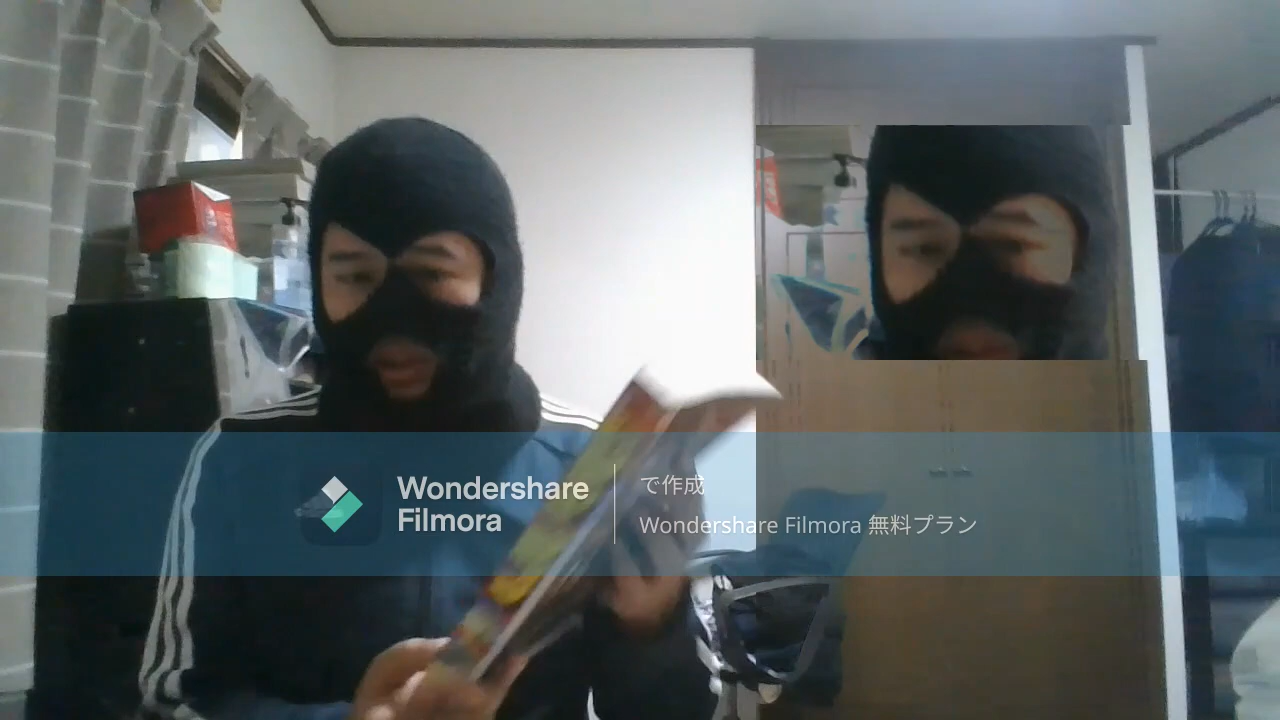 Wondershare
Filmora
で作成
Wondershare Filmora 無料プラン